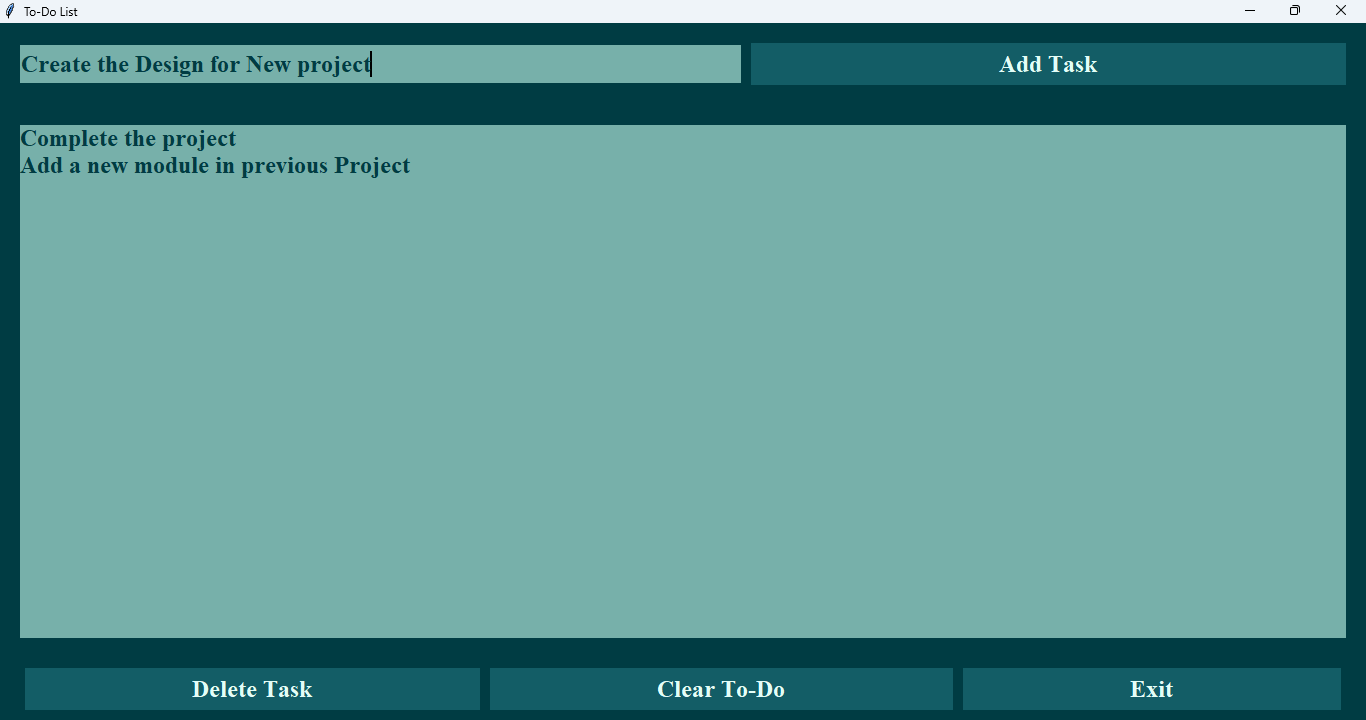 To-Do List
Create the Design for New project
Add Task
Complete the project
Add a new module in previous Project
Delete Task
Clear To-Do
Exit